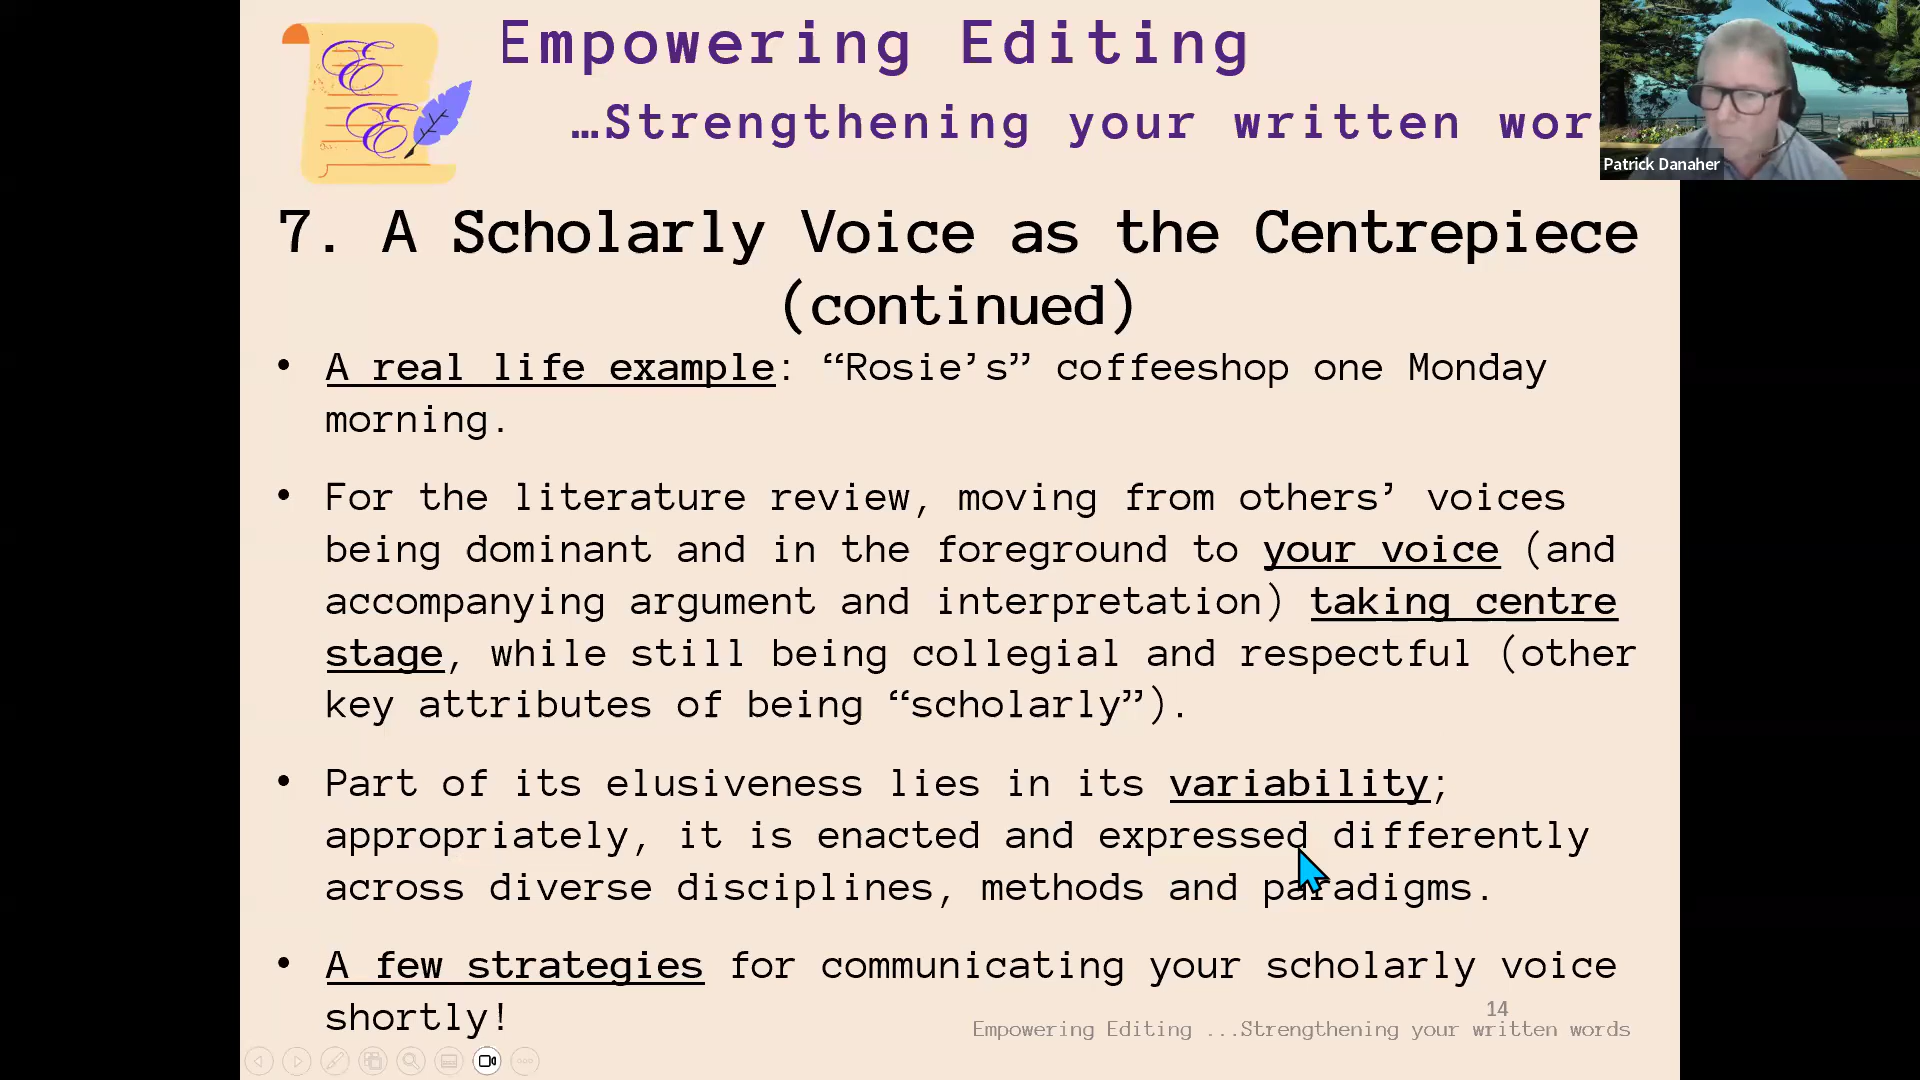 Empowering Editing
…Strengthening your written wor
Patrick Danaher
7. A Scholarly Voice as the Centrepiece
(continued)
• A real life example: “Rosie’s” coffeeshop one Monday
morning.
• For the literature review, moving from others’ voices
being dominant and in the foreground to your voice (and
accompanying argument and interpretation) taking centre
stage, while still being collegial and respectful (other
key attributes of being “scholarly”).
• Part of its elusiveness lies in its variability;
appropriately, it is enacted and expressed differently
across diverse disciplines, methods and paradigms.
• A few strategies for communicating your scholarly voice
shortly!
14
Empowering Editing ...Strengthening your written words